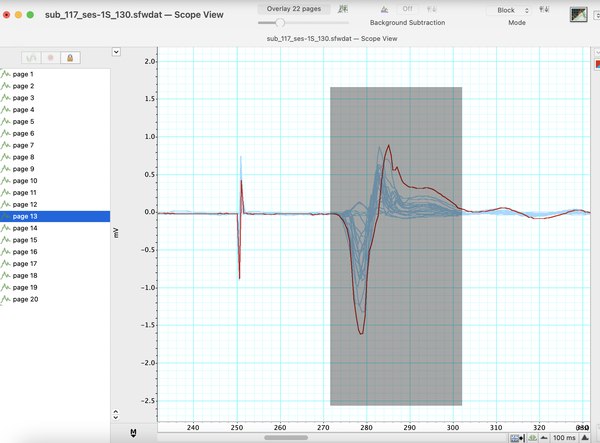 Overlay 22 pages
Off
Block
sub_117_ses-1S_130.sfwdat — Scope View
Background Subtraction
Mode
sub_117_ses-1S_130.sfwdat — Scope View
page 1
page 2
page 3
page 4
page 5
page 6
page 7
page 8
page 9
page 10
page 11
page 12
page 13
page 14
page 15
page 16
page 17
page 18
page 19
page 20
2.0
1.5
1.0
0.5
0.0
-0.5
-1.0
-1.5
-2.0
-2.5
mV
M
240
250
260
270
280
290
300
310
320
330
100 ms